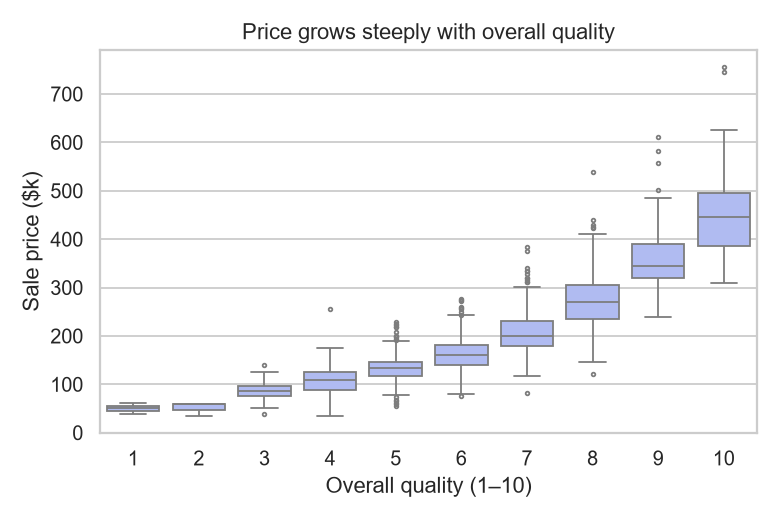 Price grows steeply with overall quality
Sale price ($k)
700
600
500
400
300
200
100
0
1 2 3 4 5 6 7 8 9 10
Overall quality (1–10)